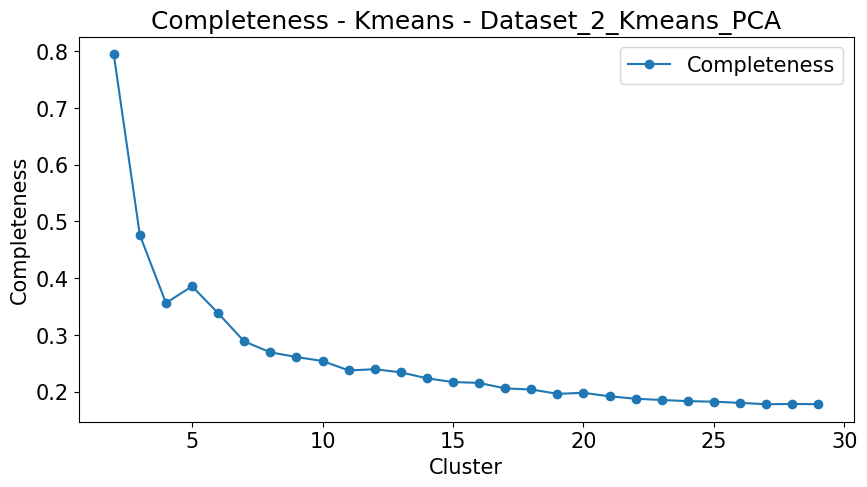 Completeness - Kmeans - Dataset_2_Kmeans_PCA
Completeness
Completeness
0.8
0.7
0.6
0.5
0.4
0.3
0.2
5 10 15 20 25 30
Cluster